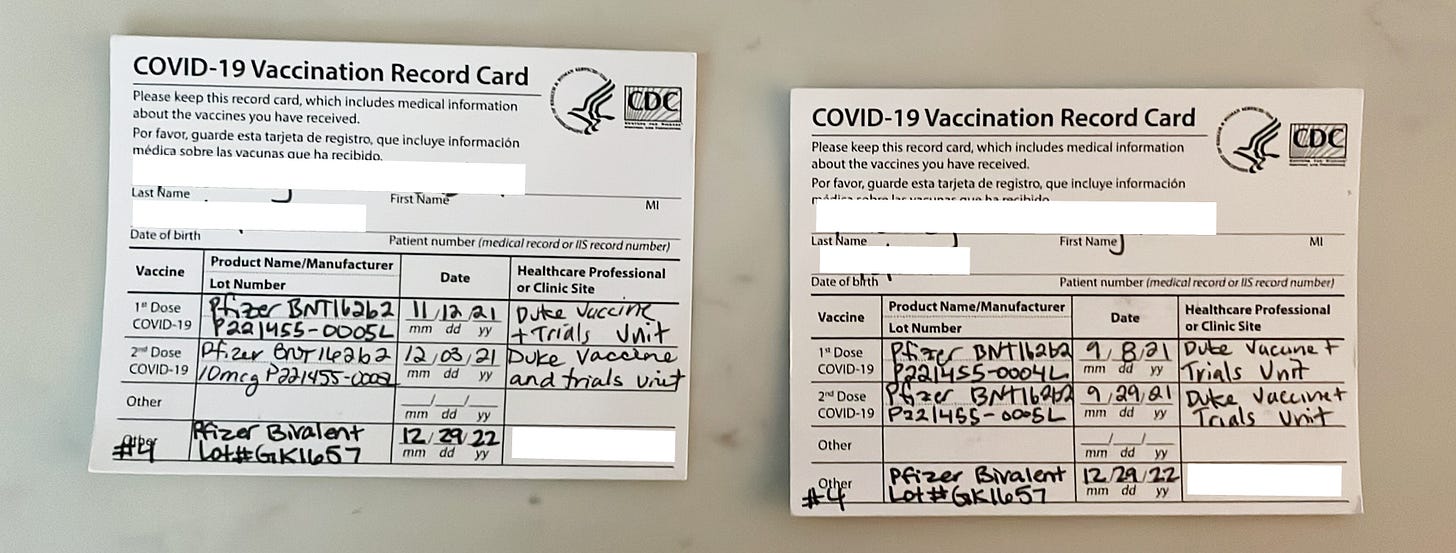 COVID-19 Vaccination Record Card
CDC
Please keep this record card, which includes medical information
about the vaccines you have received.
Por favor, guarde esta tarjeta de registro, que incluye información
médica sobre las vacunas que ha recibido.
Last Name First Name MI
Date of birth Patient number (medical record or IIS record number)
Vaccine Product Name/Manufacturer Date Healthcare Professional
Lot Number or Clinic Site
1st Dose Pfizer BNT162b2 11/12/21 Duke Vaccine
COVID-19 P221455-0005L mm dd yy + Trials Unit
2nd Dose Pfizer BNT162b2 12/03/21 Duke Vaccine
COVID-19 10mcg P221455-0005L mm dd yy and trials unit
Other / /
mm dd yy
Other Pfizer Bivalent 12/29/22
#4 Lot# GK1657 mm dd yy
COVID-19 Vaccination Record Card
CDC
Please keep this record card, which includes medical information
about the vaccines you have received.
Por favor, guarde esta tarjeta de registro, que incluye información
médica sobre las vacunas que ha recibido.
Last Name First Name MI
Date of birth Patient number (medical record or IIS record number)
Vaccine Product Name/Manufacturer Date Healthcare Professional
Lot Number or Clinic Site
1st Dose Pfizer BNT162b2 9/8/21 Duke Vaccine +
COVID-19 P221455-0004L mm dd yy Trials Unit
2nd Dose Pfizer BNT162b2 9/29/21 Duke Vaccine +
COVID-19 P221455-0005L mm dd yy Trials Unit
Other / /
mm dd yy
Other Pfizer Bivalent 12/29/22
#4 Lot# GK1657 mm dd yy